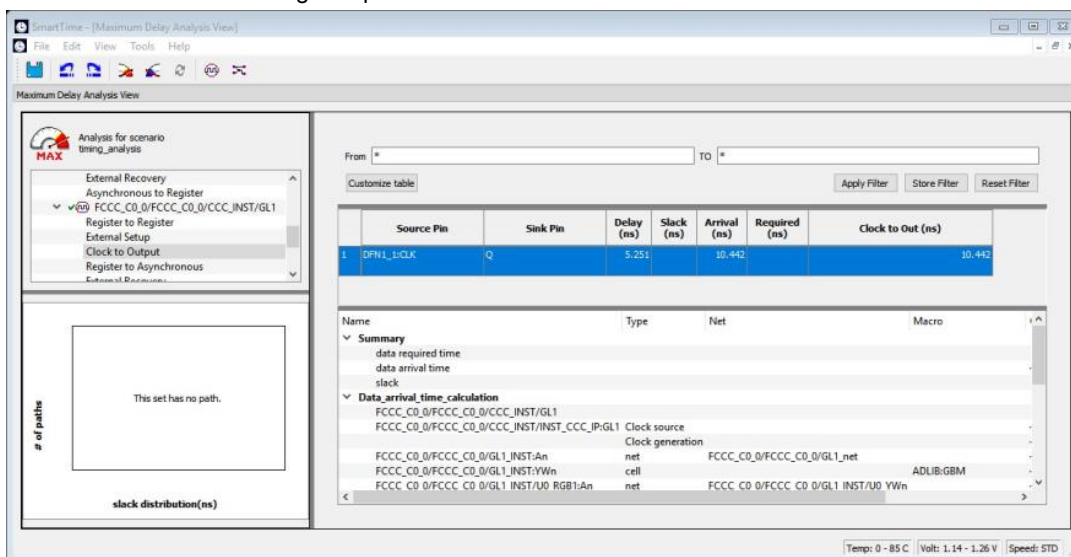 SmartTime - [Maximum Delay Analysis View]
File Edit View Tools Help
Maximum Delay Analysis View
Analysis for scenario
timing_analysis
MAX
External Recovery
Asynchronous to Register
FCCC_C0_0/FCCC_C0_0/CCC_INST/GL1
Register to Register
External Setup
Clock to Output
Register to Asynchronous
External Recovery
# of paths
This set has no path.
slack distribution(ns)
From * TO *
Customize table Apply Filter Store Filter Reset Filter
Source Pin Sink Pin Delay (ns) Slack (ns) Arrival (ns) Required (ns) Clock to Out (ns)
1 DFN1_1:CLK Q 5.251 10.442 10.442
Name Type Net Macro
Summary
data required time
data arrival time
slack
Data_arrival_time_calculation
FCCC_C0_0/FCCC_C0_0/CCC_INST/GL1
FCCC_C0_0/FCCC_C0_0/CCC_INST/INST_CCC_IP:GL1 Clock source
Clock generation
FCCC_C0_0/FCCC_C0_0/GL1_INST:An net FCCC_C0_0/FCCC_C0_0/GL1_net
FCCC_C0_0/FCCC_C0_0/GL1_INST:YWn cell ADLIB:GBM
FCCC_C0_0/FCCC_C0_0/GL1_INST/U0_RGB1:An net FCCC_C0_0/FCCC_C0_0/GL1_INST/U0_YWn
Temp: 0 - 85 C Volt: 1.14 - 1.26 V Speed: STD